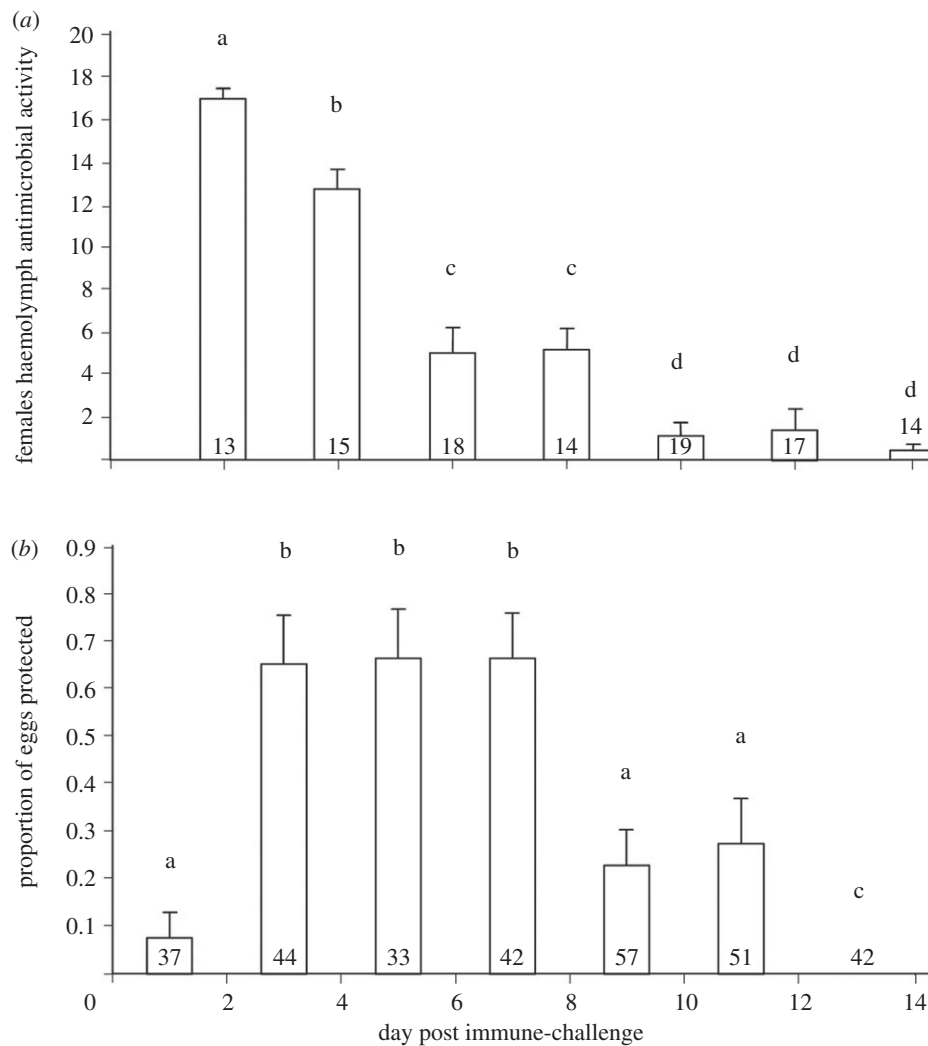 (a)
females haemolymph antimicrobial activity
20
18
16
14
12
10
8
6
4
2
a
b
c
c
d
d
d
13
15
18
14
19
17
14
(b)
proportion of eggs protected
0.9
0.8
0.7
0.6
0.5
0.4
0.3
0.2
0.1
a
b
b
b
a
a
c
37
44
33
42
57
51
42
0 2 4 6 8 10 12 14
day post immune-challenge